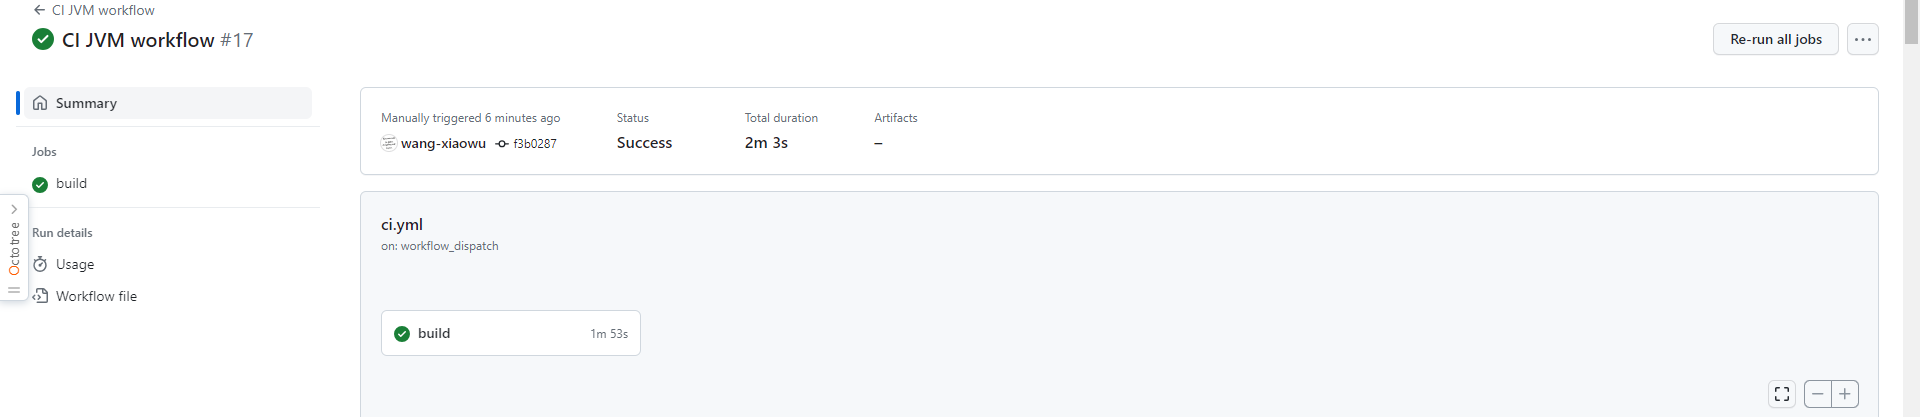 CI JVM workflow
CI JVM workflow #17
Re-run all jobs
Summary
Jobs
build
Run details
Usage
Workflow file
Octotree
Manually triggered 6 minutes ago
wang-xiaowu f3b0287
Status
Success
Total duration
2m 3s
Artifacts
–
ci.yml
on: workflow_dispatch
build 1m 53s